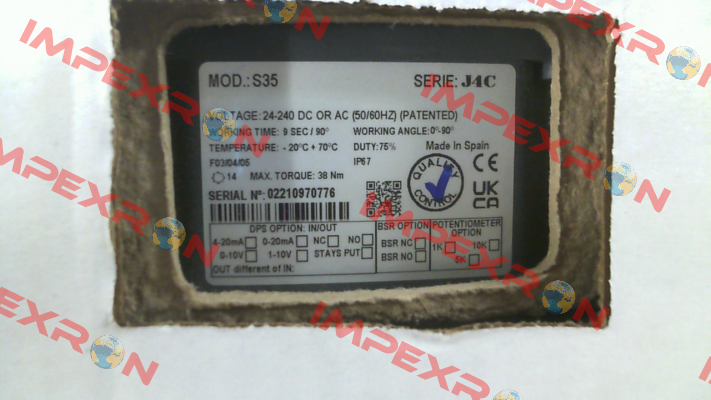 MOD.: S35 SERIE: J4C
VOLTAGE: 24-240 DC OR AC (50/60HZ) (PATENTED)
WORKING TIME: 9 SEC / 90° WORKING ANGLE:0º-90º
TEMPERATURE: - 20°C + 70°C DUTY:75% Made In Spain
F03/04/05 IP67
14 MAX. TORQUE: 38 Nm
SERIAL Nº: 02210970776
QUALITY CONTROL
CE
UK CA
DPS OPTION: IN/OUT BSR OPTION POTENTIOMETER OPTION
4-20mA 0-20mA NC NO BSR NC 1K 10K
0-10V 1-10V STAYS PUT BSR NO 5K
OUT different of IN:
IMPEXRON
IMPEXRON
IMPEXRON
IMPEXRON
IMPEXRON
IMPEXRON
IMPEXRON